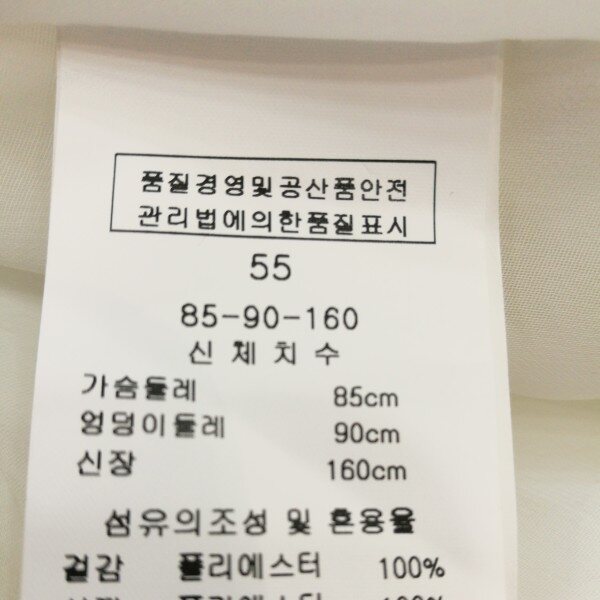 품질경영및공산품안전
관리법에의한품질표시
55
85-90-160
신체치수
가슴둘레 85cm
엉덩이둘레 90cm
신장 160cm
섬유의조성 및 혼용율
겉감 폴리에스터 100%